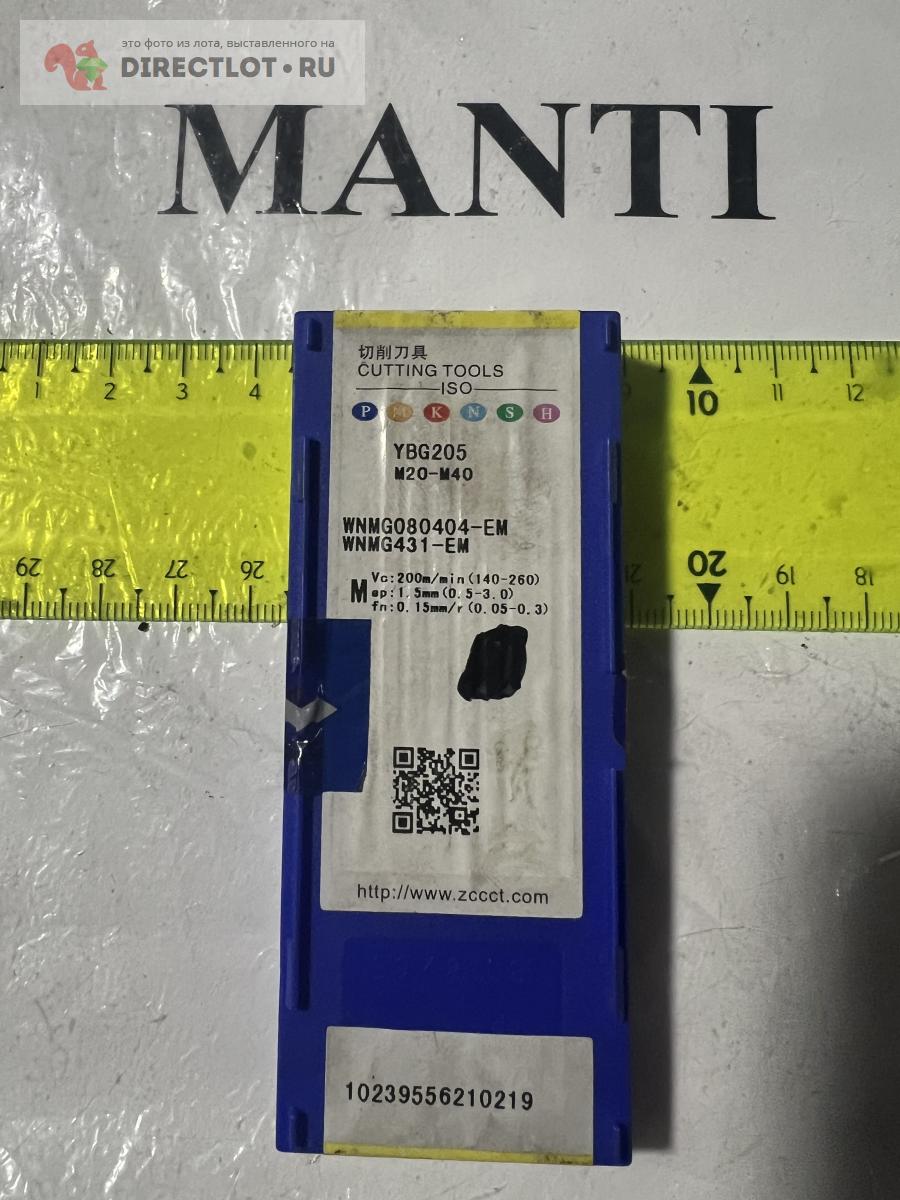 это фото из лота, выставленного на
DIRECTLOT•RU
MANTI
1 2 3 4 10 11 12
切削刀具
CUTTING TOOLS
ISO
P M K N S H
YBG205
M20-M40
WNMG080404-EM
WNMG431-EM
M
Vc:200m/min(140-260)
ap:1.5mm(0.5-3.0)
fn:0.15mm/r(0.05-0.3)
29 28 27 26 20 19 18
http://www.zccct.com
10239556210219